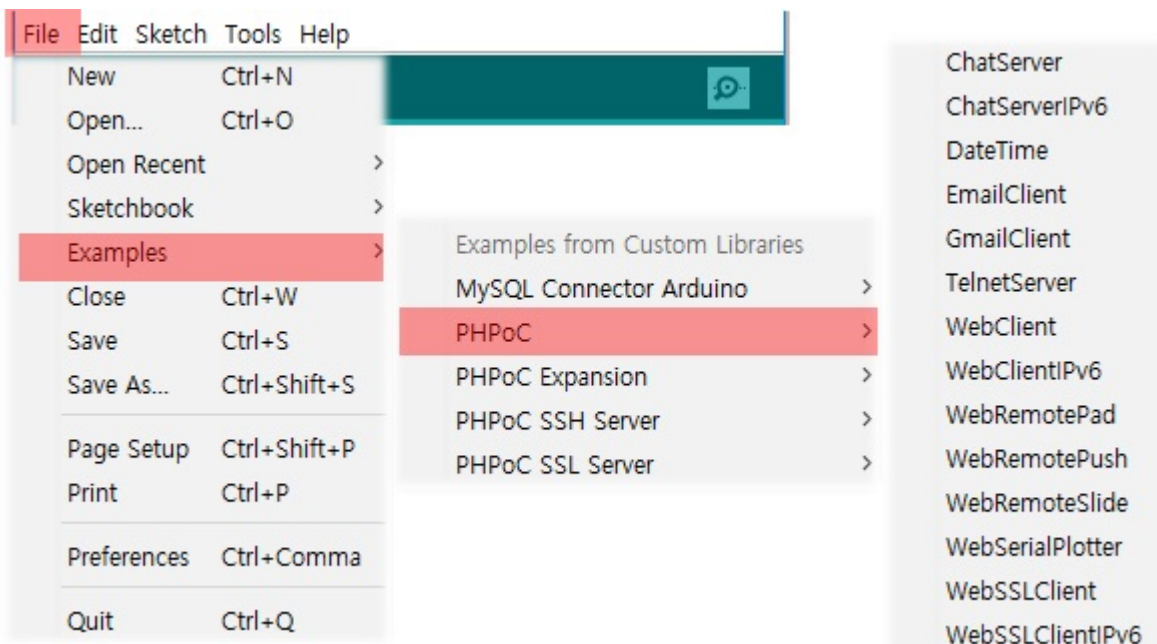 File Edit Sketch Tools Help
New Ctrl+N
Open... Ctrl+O
Open Recent
Sketchbook
Examples
Close Ctrl+W
Save Ctrl+S
Save As... Ctrl+Shift+S
Page Setup Ctrl+Shift+P
Print Ctrl+P
Preferences Ctrl+Comma
Quit Ctrl+Q
Examples from Custom Libraries
MySQL Connector Arduino
PHPoC
PHPoC Expansion
PHPoC SSH Server
PHPoC SSL Server
ChatServer
ChatServerIPv6
DateTime
EmailClient
GmailClient
TelnetServer
WebClient
WebClientIPv6
WebRemotePad
WebRemotePush
WebRemoteSlide
WebSerialPlotter
WebSSLClient
WebSSLClientIPv6